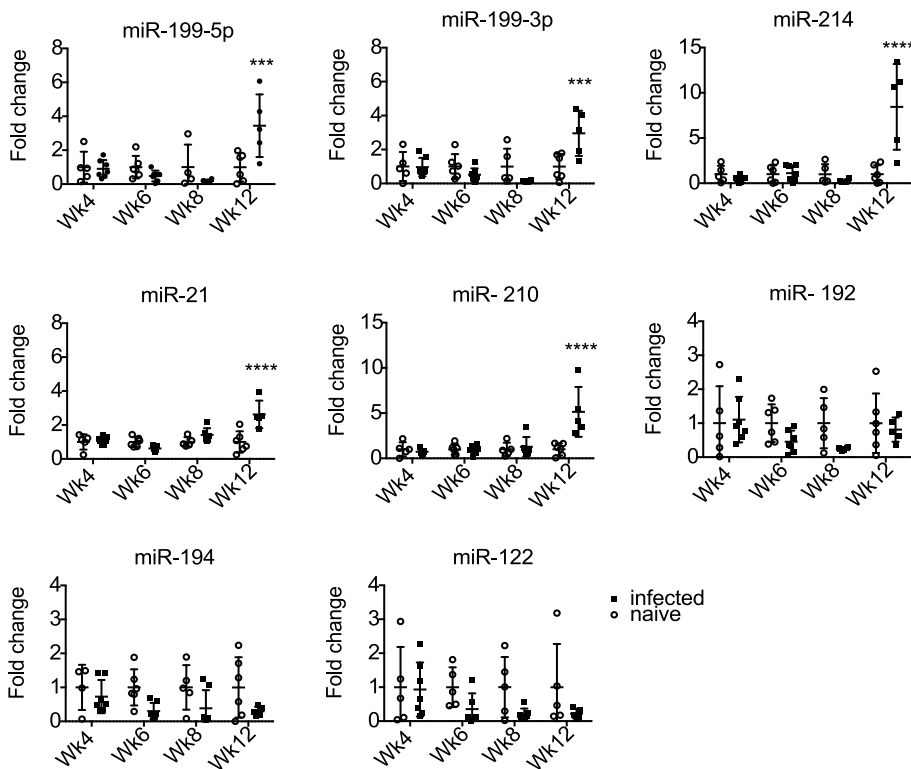 miR-199-5p
Fold change
8
6
4
2
0
***
Wk4
Wk6
Wk8
Wk12
miR-199-3p
Fold change
8
6
4
2
0
***
Wk4
Wk6
Wk8
Wk12
miR-214
Fold change
15
10
5
0
****
Wk4
Wk6
Wk8
Wk12
miR-21
Fold change
8
6
4
2
0
****
Wk4
Wk6
Wk8
Wk12
miR- 210
Fold change
15
10
5
0
****
Wk4
Wk6
Wk8
Wk12
miR- 192
Fold change
4
3
2
1
0
Wk4
Wk6
Wk8
Wk12
miR-194
Fold change
4
3
2
1
0
Wk4
Wk6
Wk8
Wk12
miR-122
Fold change
4
3
2
1
0
Wk4
Wk6
Wk8
Wk12
infected
naive